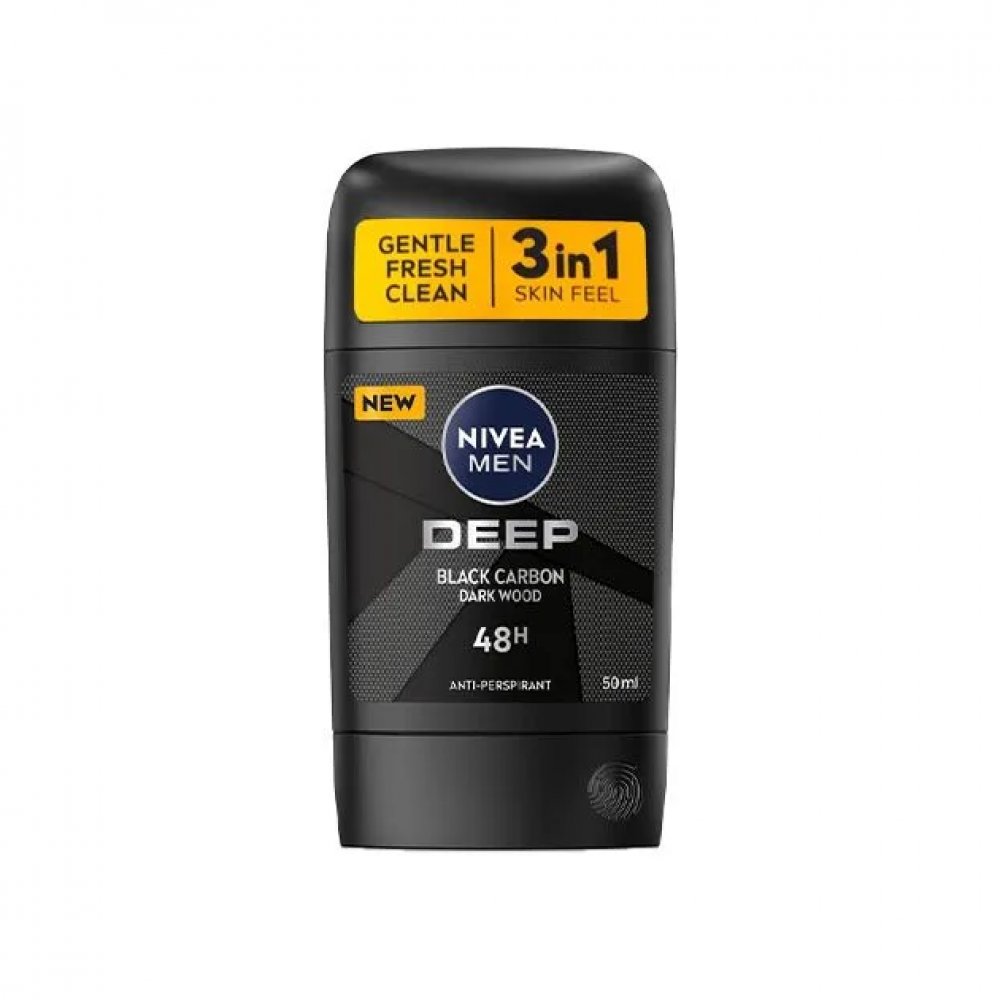 GENTLE
FRESH
CLEAN
3in1
SKIN FEEL
NEW
NIVEA
MEN
DEEP
BLACK CARBON
DARK WOOD
48H
ANTI-PERSPIRANT
50ml